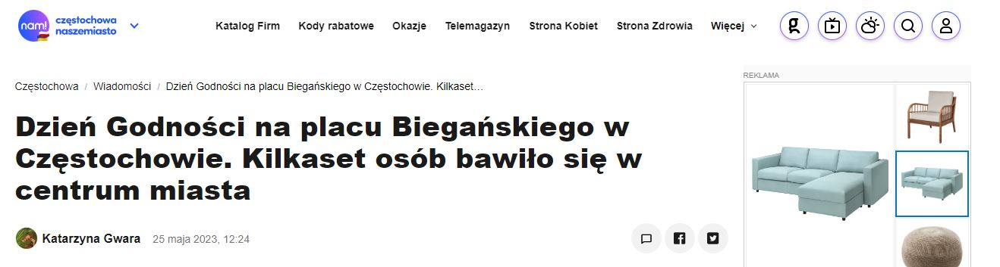 nam!
częstochowa
naszemiasto
Katalog Firm Kody rabatowe Okazje Telemagazyn Strona Kobiet Strona Zdrowia Więcej
REKLAMA
Częstochowa / Wiadomości / Dzień Godności na placu Biegańskiego w Częstochowie. Kilkaset…
Dzień Godności na placu Biegańskiego w
Częstochowie. Kilkaset osób bawiło się w
centrum miasta
Katarzyna Gwara 25 maja 2023, 12:24